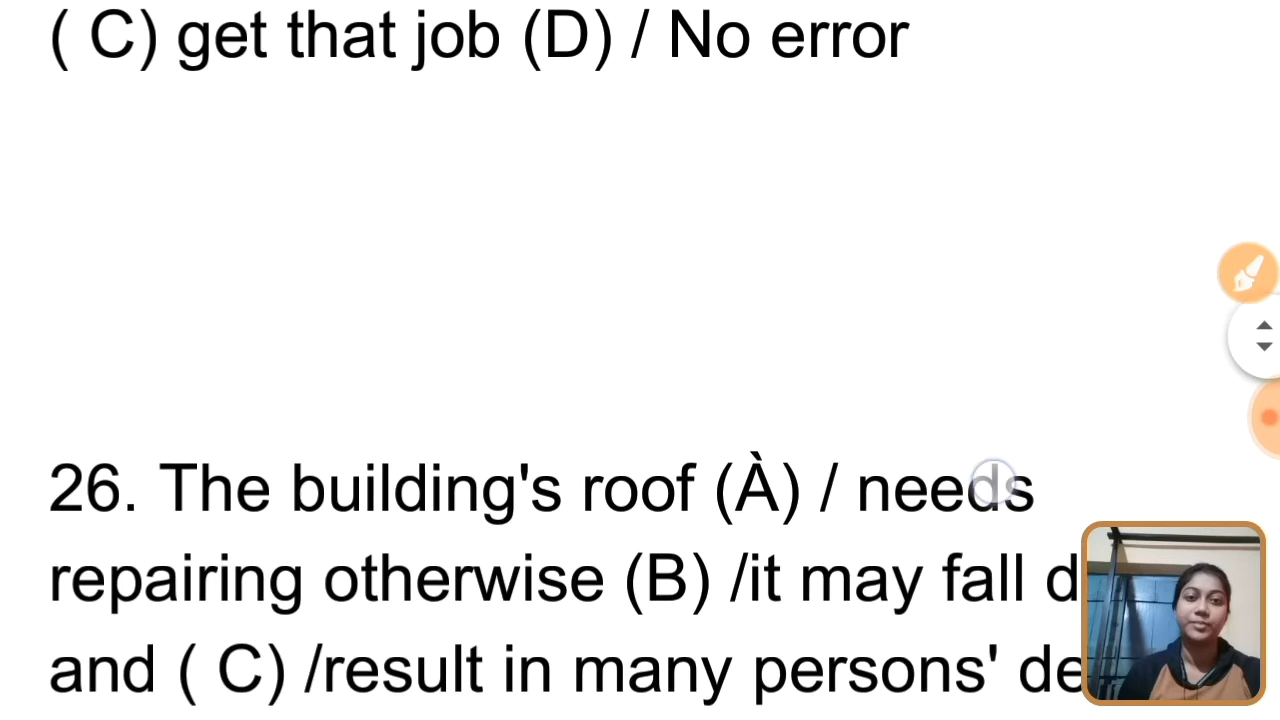 ( C) get that job (D) / No error
26. The building's roof (À) / needs
repairing otherwise (B) /it may fall
and ( C) /result in many persons'